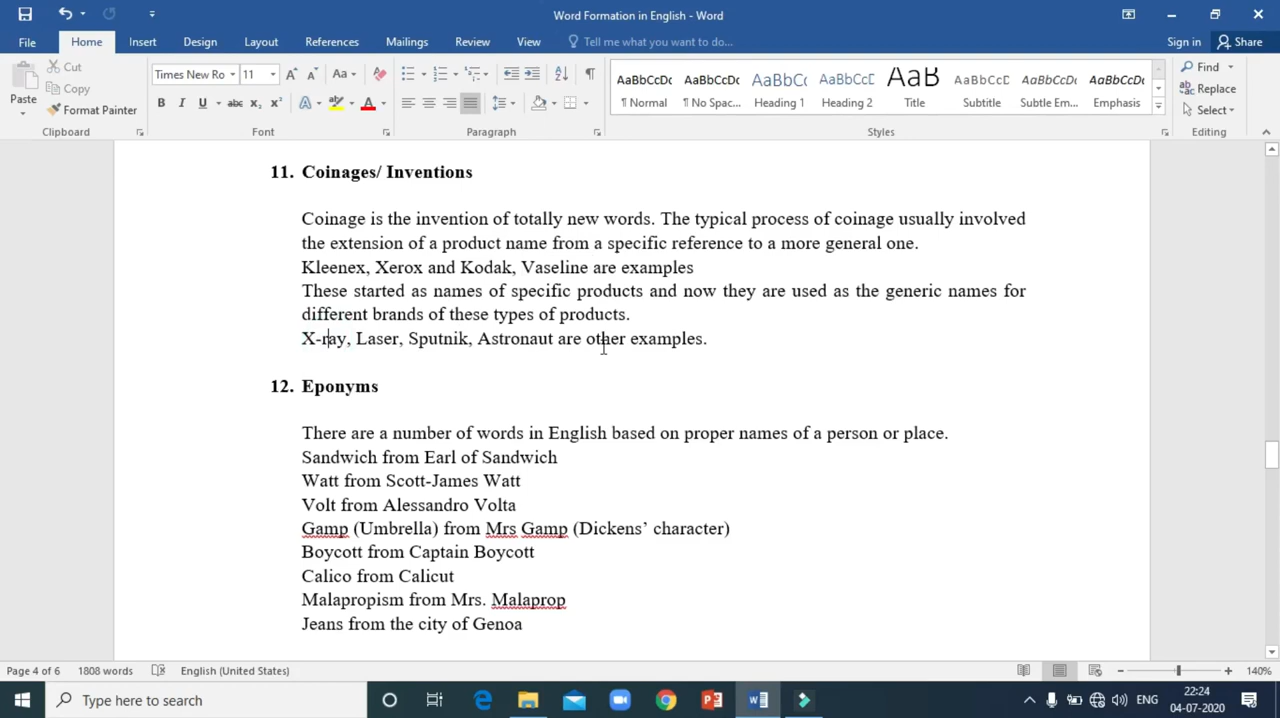 Word Formation in English - Word
File Home Insert Design Layout References Mailings Review View Tell me what you want to do... Sign in Share
Paste Cut Copy Format Painter Clipboard
Times New Ro 11 Font
Paragraph
AaBbCcDc AaBbCcDc AaBbCc AaBbCcE AaB AaBbCcD AaBbCcDc AaBbCcDc
¶ Normal ¶ No Spac... Heading 1 Heading 2 Title Subtitle Subtle Em... Emphasis
Styles
Find Replace Select Editing
11. Coinages/ Inventions
Coinage is the invention of totally new words. The typical process of coinage usually involved
the extension of a product name from a specific reference to a more general one.
Kleenex, Xerox and Kodak, Vaseline are examples
These started as names of specific products and now they are used as the generic names for
different brands of these types of products.
X-ray, Laser, Sputnik, Astronaut are other examples.
12. Eponyms
There are a number of words in English based on proper names of a person or place.
Sandwich from Earl of Sandwich
Watt from Scott-James Watt
Volt from Alessandro Volta
Gamp (Umbrella) from Mrs Gamp (Dickens’ character)
Boycott from Captain Boycott
Calico from Calicut
Malapropism from Mrs. Malaprop
Jeans from the city of Genoa
Page 4 of 6 1808 words English (United States) 140%
Type here to search ENG 22:24
04-07-2020